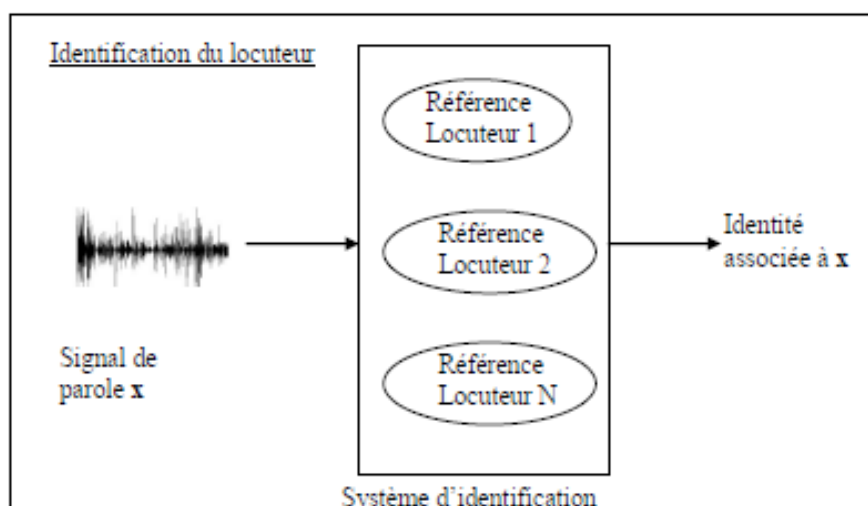 Identification du locuteur
Référence
Locuteur 1
Référence
Locuteur 2
Référence
Locuteur N
Signal de
parole x
Identité
associée à x
Système d'identification